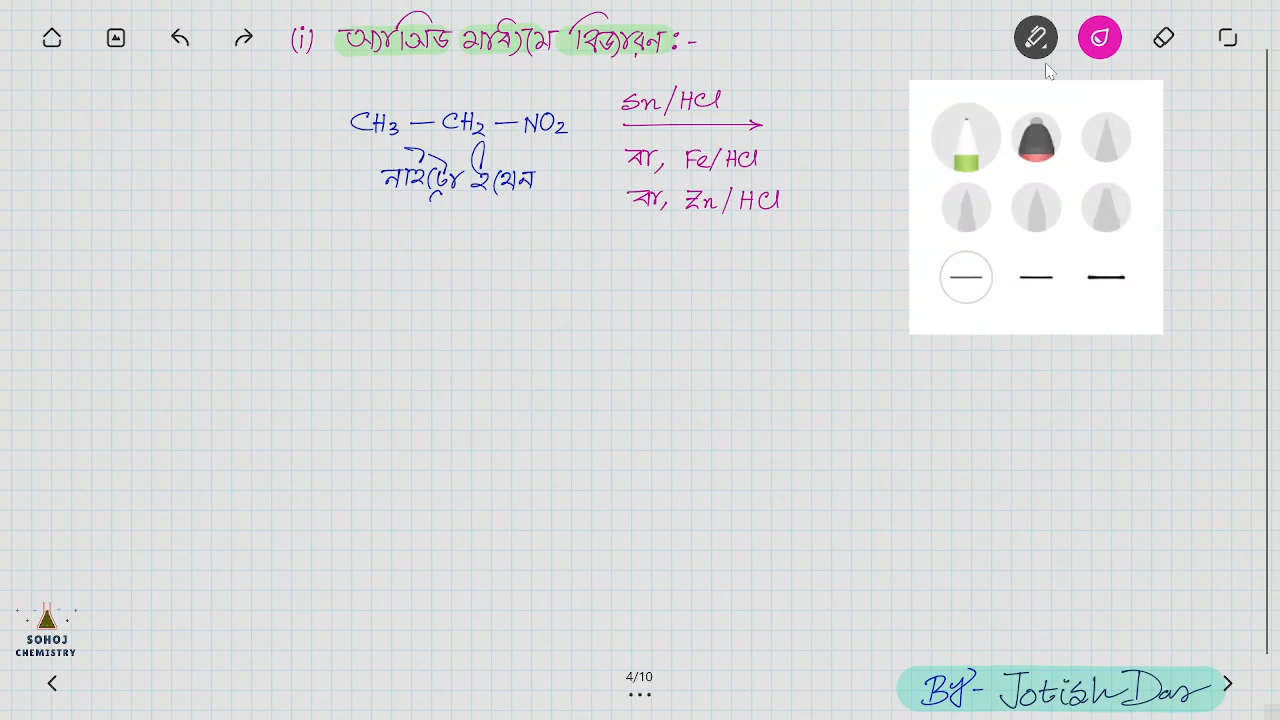 (i) অ্যাসিড মাধ্যমে বিজারন:-
CH3 — CH2 — NO2
নাইট্রো ইথেন
Sn/HCl
বা, Fe/HCl
বা, Zn/HCl
SOHOJ
CHEMISTRY
4/10
BY- Jotish Das